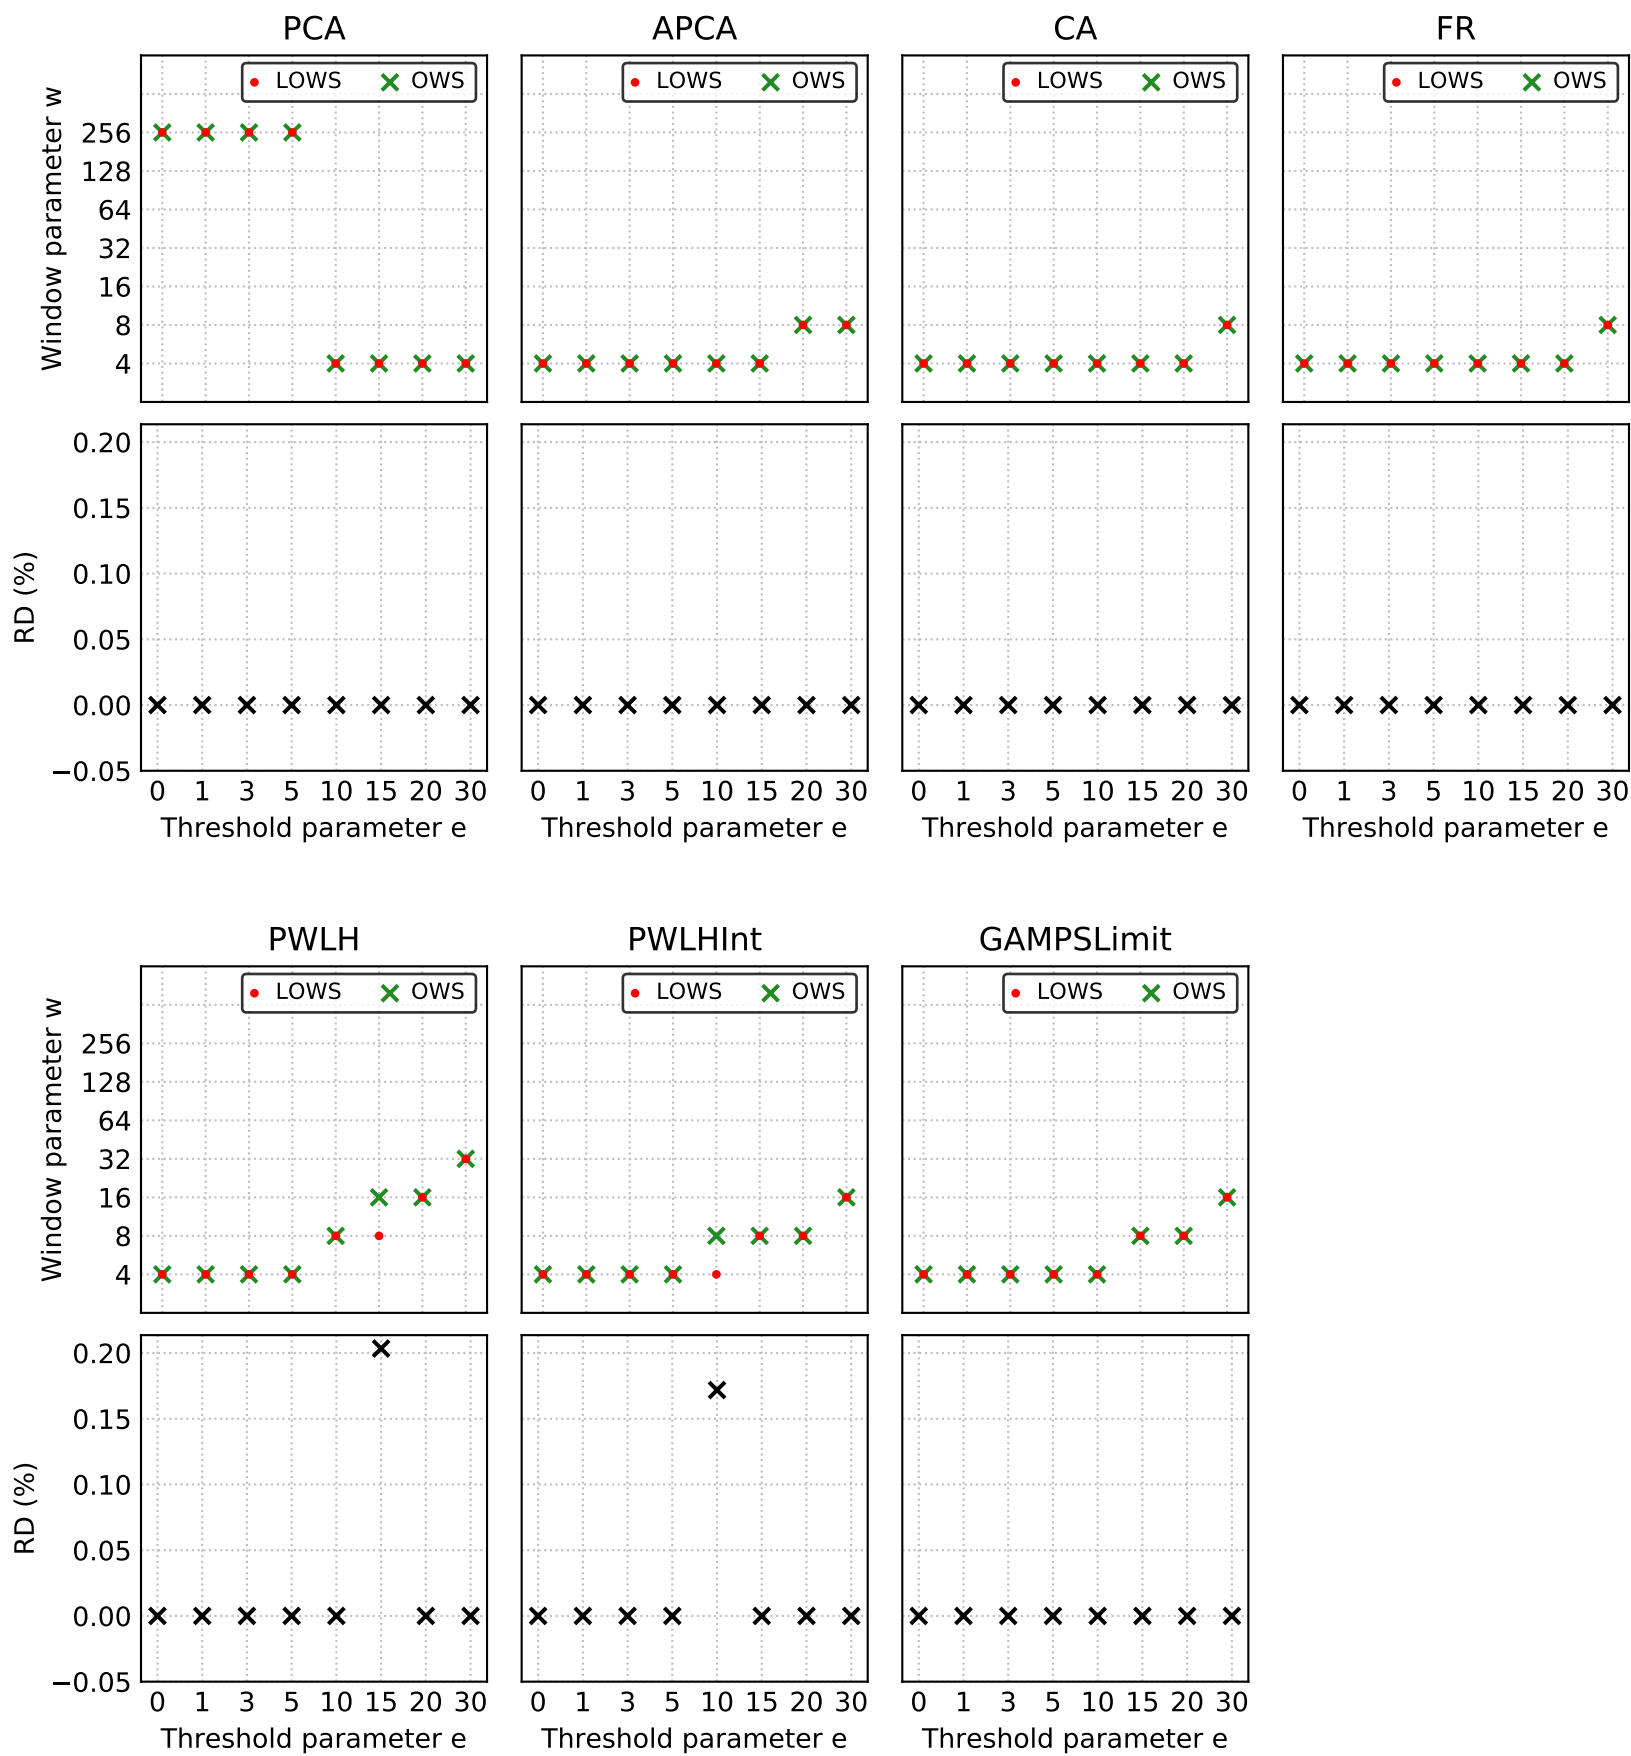 PCA APCA CA FR
LOWS OWS LOWS OWS LOWS OWS LOWS OWS
Window parameter w
256
128
64
32
16
8
4
RD (%)
0.20
0.15
0.10
0.05
0.00
−0.05
0 1 3 5 10 15 20 30 0 1 3 5 10 15 20 30 0 1 3 5 10 15 20 30 0 1 3 5 10 15 20 30
Threshold parameter e Threshold parameter e Threshold parameter e Threshold parameter e
PWLH PWLHInt GAMPSLimit
LOWS OWS LOWS OWS LOWS OWS
Window parameter w
256
128
64
32
16
8
4
RD (%)
0.20
0.15
0.10
0.05
0.00
−0.05
0 1 3 5 10 15 20 30 0 1 3 5 10 15 20 30 0 1 3 5 10 15 20 30
Threshold parameter e Threshold parameter e Threshold parameter e